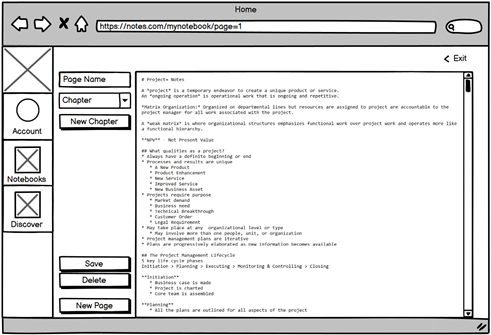 Home
https://notes.com/mynotebook/page=1
Exit
Page Name
Chapter
New Chapter
Account
Notebooks
Discover
Save
Delete
New Page
# Project+ Notes
A *project* is a temporary endeavor to create a unique product or service.
An *ongoing operation* is operational work that is ongoing and repetitive.
*Matrix Organization:* Organized on departmental lines but resources are assigned to project are accountable to the
project manager for all work associated with the project.
A *weak matrix* is where organizational structures emphasizes functional work over project work and operates more like
a functional hierarchy.
**NPV** Net Present Value
## What qualifies as a project?
* Always have a definite beginning or end
* Processes and results are unique
* A New Product
* Product Enhancement
* New Service
* Improved Service
* New Business Asset
* Projects require purpose
* Market demand
* Business need
* Technical Breakthrough
* Customer Order
* Legal Requirement
* May take place at any organizational level or type
* May involve more than one people, unit, or organization
* Project management plans are iterative
* Plans are progressively elaborated as new information becomes available
## The Project Management Lifecycle
5 key life cycle phases
Initiation > Planning > Executing > Monitoring & Controlling > Closing
**Initiation**
* Business case is made
* Project is charted
* Core team is assembled
**Planning**
* All the plans are outlined for all aspects of the project